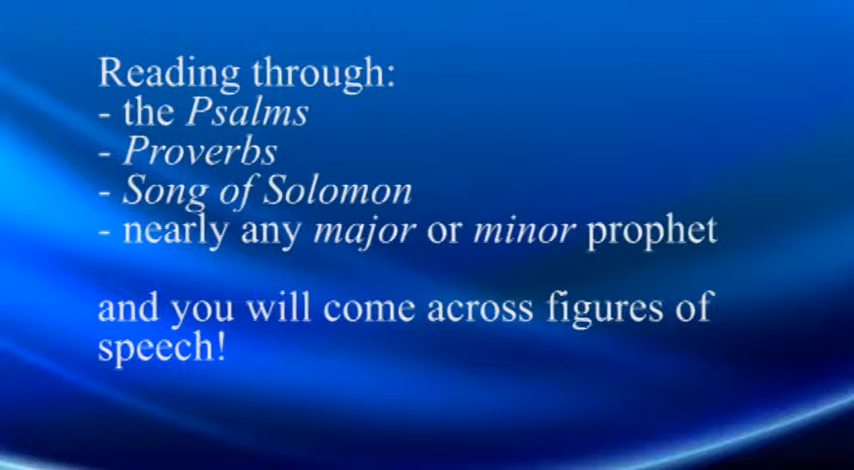 Reading through:
- the Psalms
- Proverbs
- Song of Solomon
- nearly any major or minor prophet
and you will come across figures of
speech!